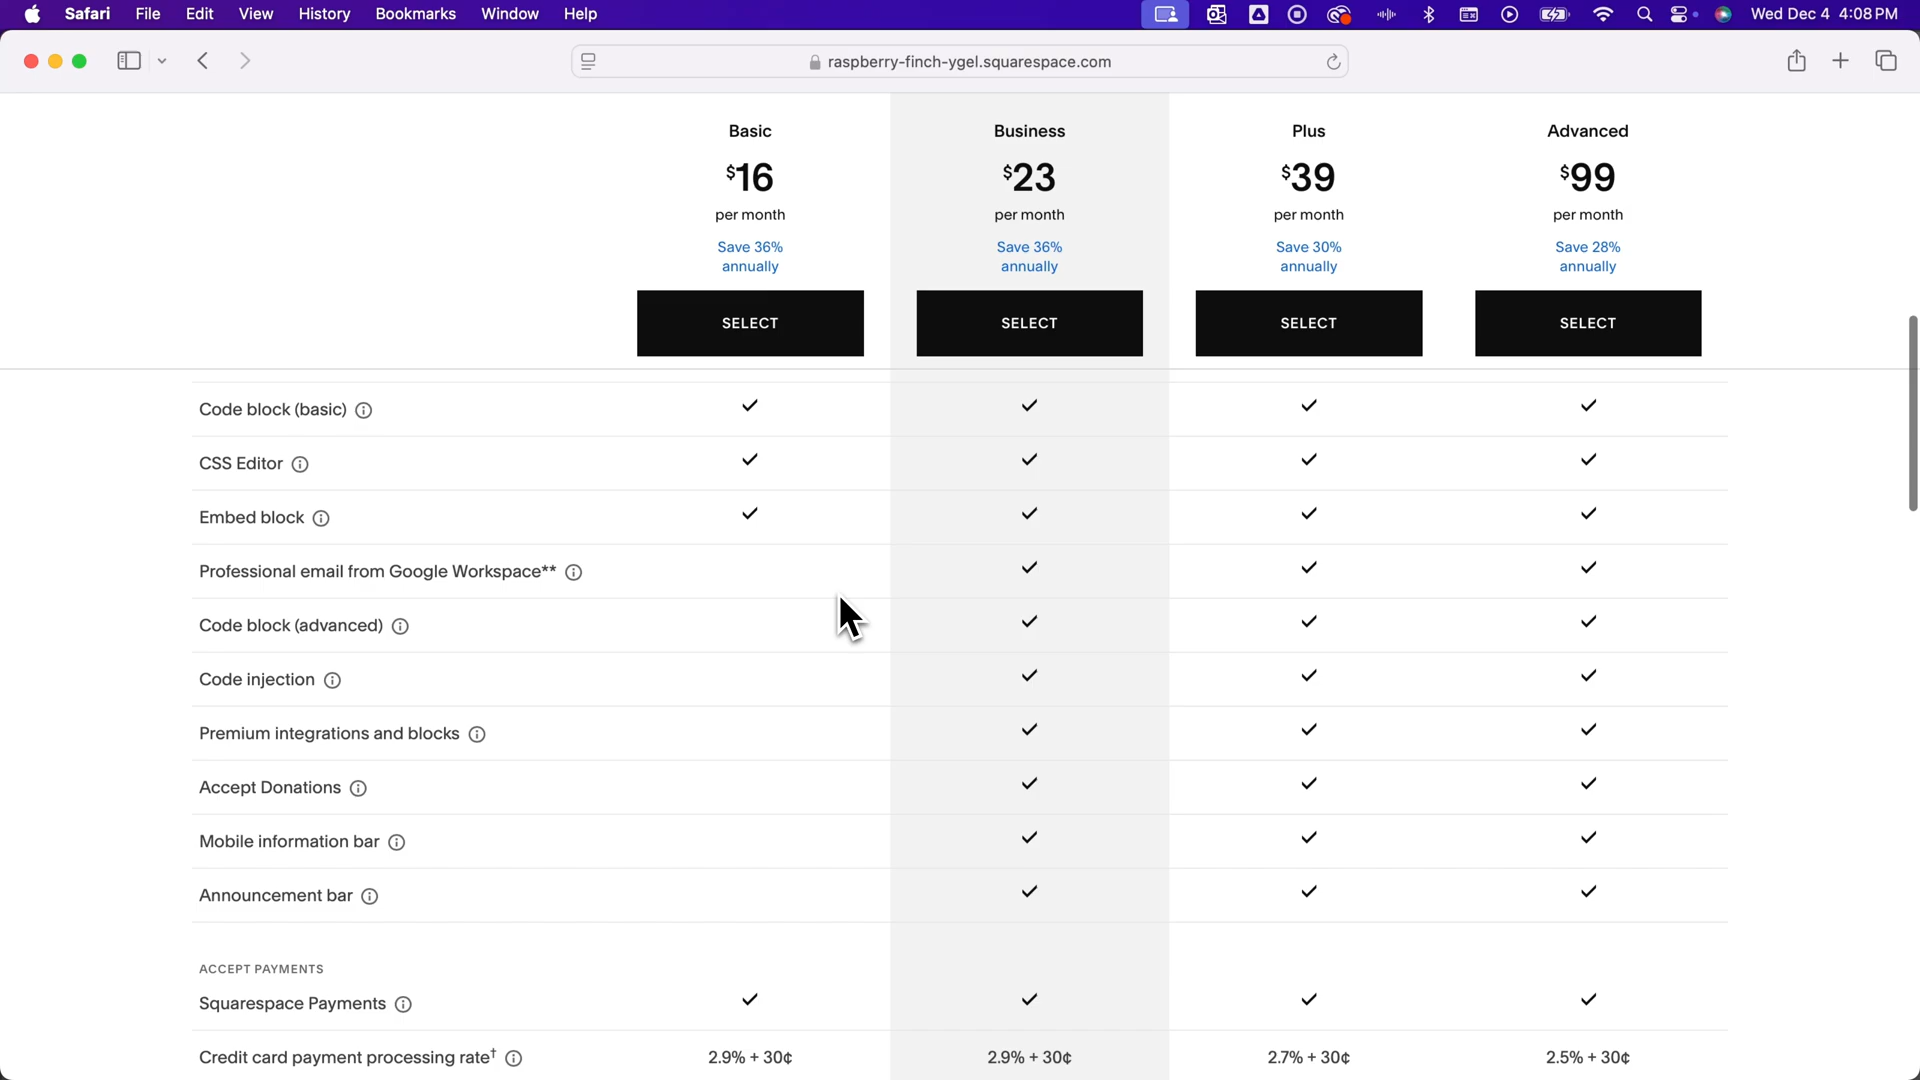 Safari File Edit View History Bookmarks Window Help Wed Dec 4 4:08 PM
raspberry-finch-ygel.squarespace.com
Basic Business Plus Advanced
$16 $23 $39 $99
per month per month per month per month
Save 36% Save 36% Save 30% Save 28%
annually annually annually annually
SELECT SELECT SELECT SELECT
Code block (basic)
CSS Editor
Embed block
Professional email from Google Workspace**
Code block (advanced)
Code injection
Premium integrations and blocks
Accept Donations
Mobile information bar
Announcement bar
ACCEPT PAYMENTS
Squarespace Payments
Credit card payment processing rate† 2.9% + 30¢ 2.9% + 30¢ 2.7% + 30¢ 2.5% + 30¢